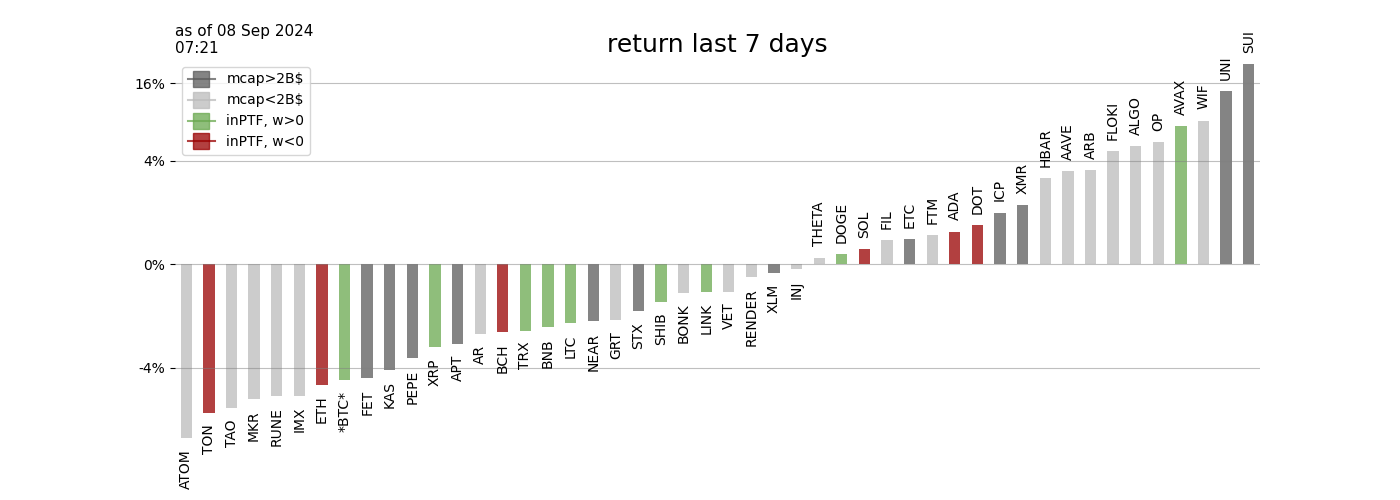 as of 08 Sep 2024
07:21
return last 7 days
mcap>2B$
mcap<2B$
inPTF, w>0
inPTF, w<0
16%
4%
0%
-4%
ATOM
TON
TAO
MKR
RUNE
IMX
ETH
*BTC*
FET
KAS
PEPE
XRP
APT
AR
BCH
TRX
BNB
LTC
NEAR
GRT
STX
SHIB
BONK
LINK
VET
RENDER
XLM
INJ
THETA
DOGE
SOL
FIL
ETC
FTM
ADA
DOT
ICP
XMR
HBAR
AAVE
ARB
FLOKI
ALGO
OP
AVAX
WIF
UNI
SUI